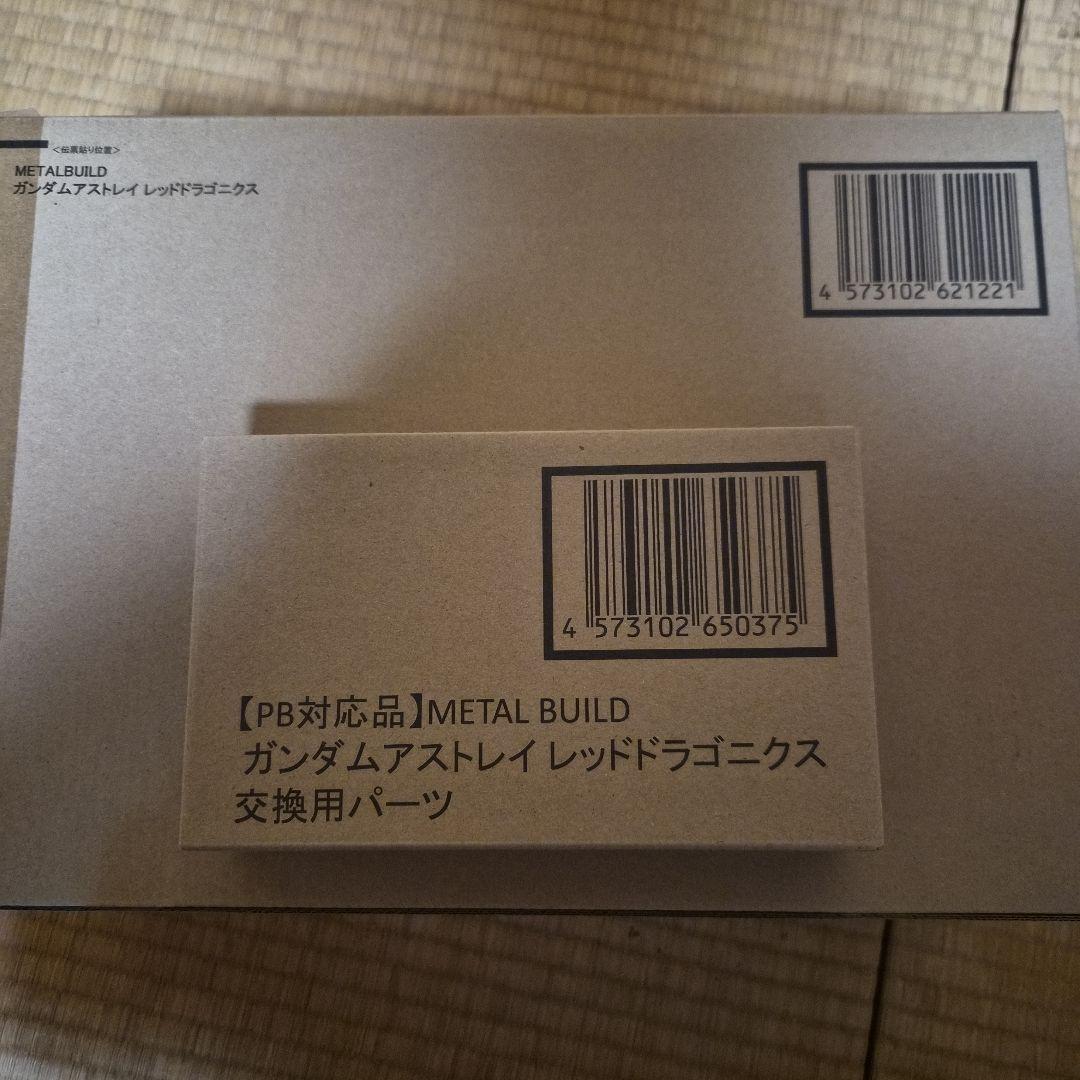 ＜伝票貼り位置＞
METALBUILD
ガンダムアストレイ レッドドラゴニクス
4 573102 621221
4 573102 650375
【PB対応品】METAL BUILD
ガンダムアストレイ レッドドラゴニクス
交換用パーツ